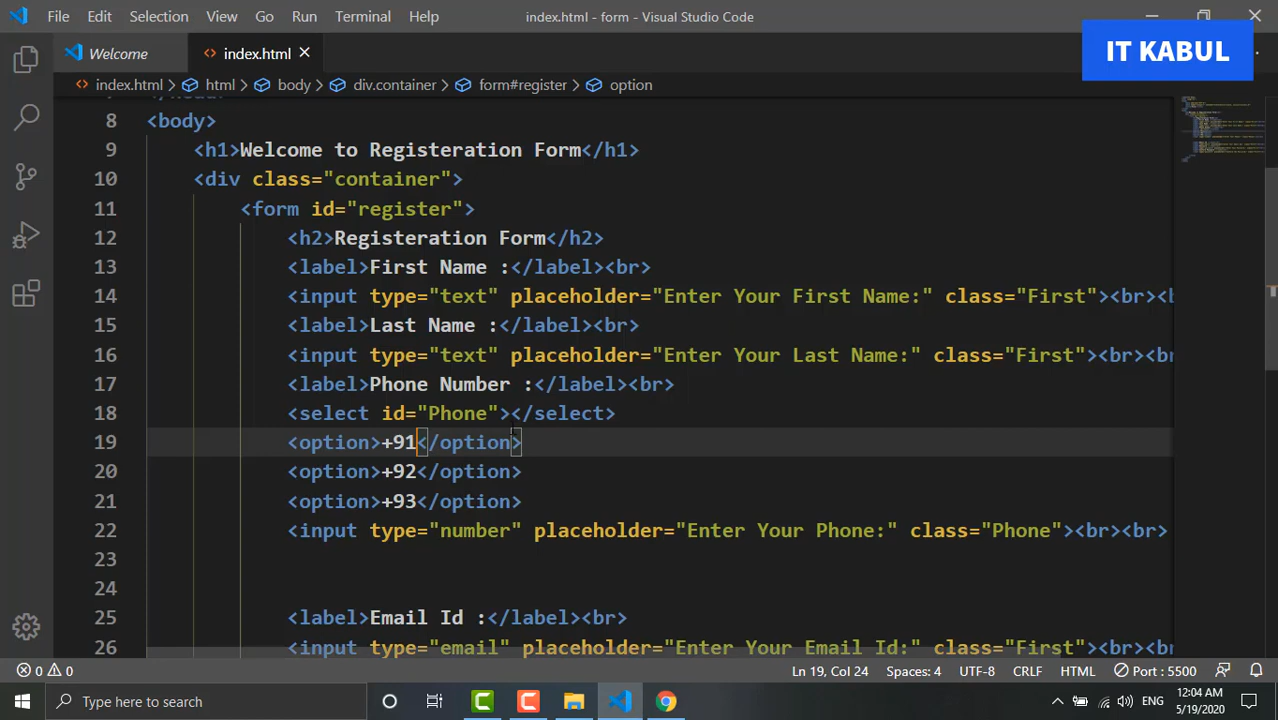 File Edit Selection View Go Run Terminal Help index.html - form - Visual Studio Code
IT KABUL
Welcome index.html
index.html > html > body > div.container > form#register > option
8 <body>
9 <h1>Welcome to Registeration Form</h1>
10 <div class="container">
11 <form id="register">
12 <h2>Registeration Form</h2>
13 <label>First Name :</label><br>
14 <input type="text" placeholder="Enter Your First Name:" class="First"><br><b
15 <label>Last Name :</label><br>
16 <input type="text" placeholder="Enter Your Last Name:" class="First"><br><br
17 <label>Phone Number :</label><br>
18 <select id="Phone"></select>
19 <option>+91</option>
20 <option>+92</option>
21 <option>+93</option>
22 <input type="number" placeholder="Enter Your Phone:" class="Phone"><br><br>
23
24
25 <label>Email Id :</label><br>
26 <input type="email" placeholder="Enter Your Email Id:" class="First"><br><br
0 0 Ln 19, Col 24 Spaces: 4 UTF-8 CRLF HTML Port : 5500
Type here to search ENG 12:04 AM
5/19/2020